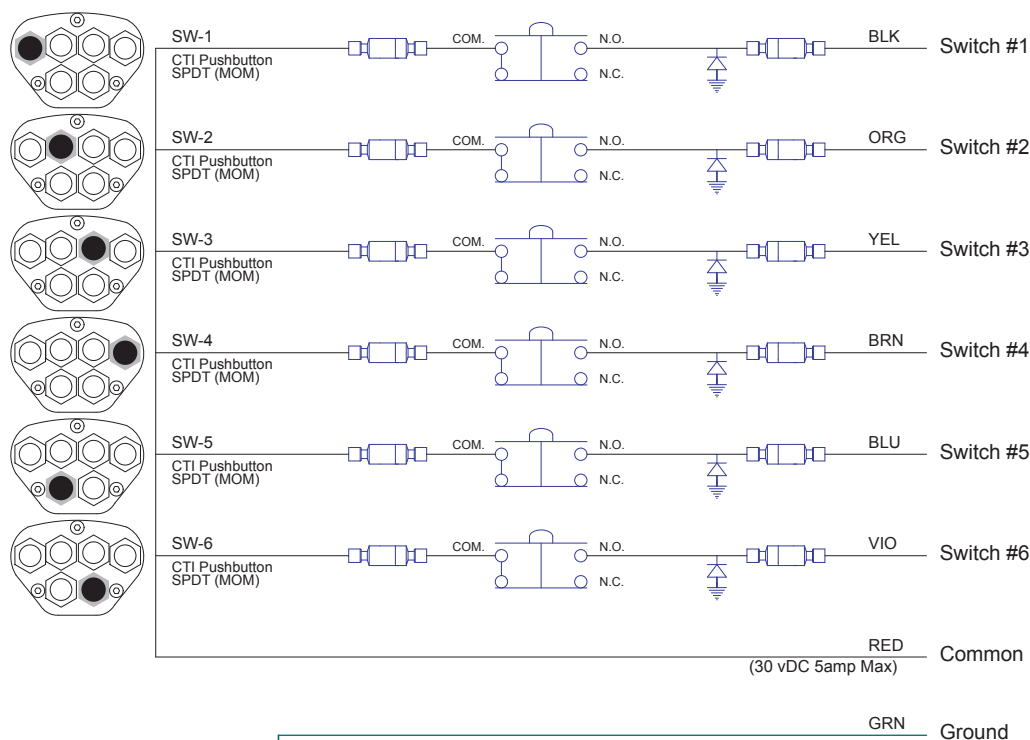 SW-1 COM. N.O. BLK Switch #1
CTI Pushbutton
SPDT (MOM) N.C.
SW-2 COM. N.O. ORG Switch #2
CTI Pushbutton
SPDT (MOM) N.C.
SW-3 COM. N.O. YEL Switch #3
CTI Pushbutton
SPDT (MOM) N.C.
SW-4 COM. N.O. BRN Switch #4
CTI Pushbutton
SPDT (MOM) N.C.
SW-5 COM. N.O. BLU Switch #5
CTI Pushbutton
SPDT (MOM) N.C.
SW-6 COM. N.O. VIO Switch #6
CTI Pushbutton
SPDT (MOM) N.C.
RED Common
(30 vDC 5amp Max)
GRN Ground